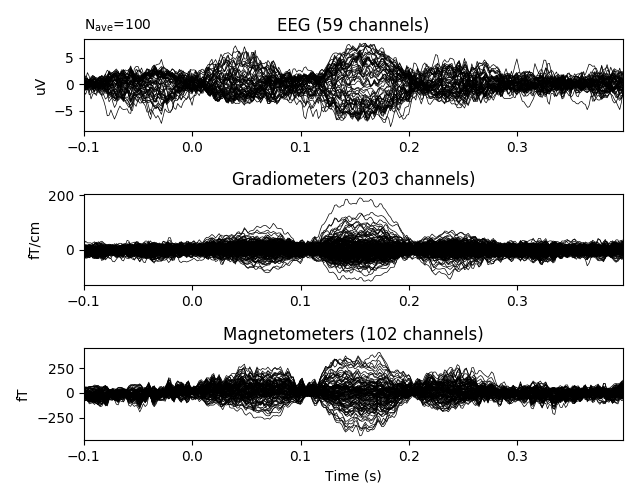 N_ave=100
EEG (59 channels)
5
0
−5
uV
−0.1 0.0 0.1 0.2 0.3
Gradiometers (203 channels)
200
0
fT/cm
−0.1 0.0 0.1 0.2 0.3
Magnetometers (102 channels)
250
0
−250
fT
−0.1 0.0 0.1 0.2 0.3
Time (s)